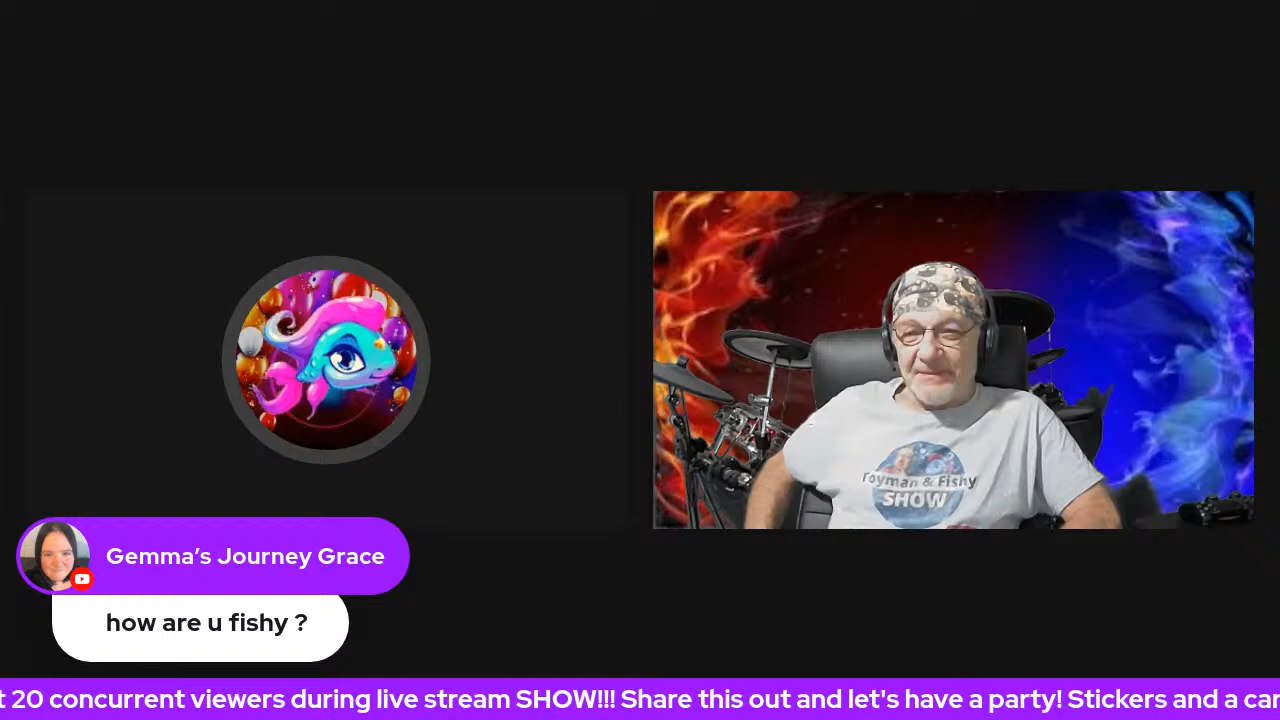 Toyman & Fishy
SHOW
Gemma's Journey Grace
how are u fishy ?
t 20 concurrent viewers during live stream SHOW!!! Share this out and let's have a party! Stickers and a car